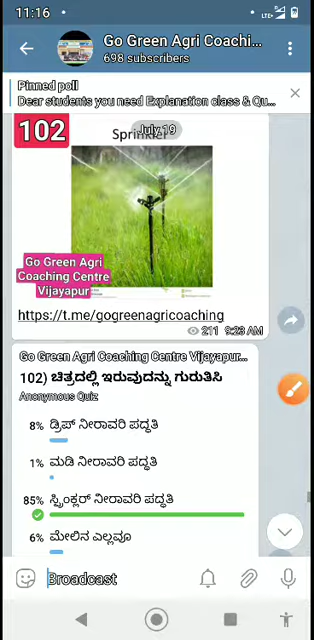 11:16
LTE+
Go Green Agri Coachi...
698 subscribers
Pinned poll
Dear students you need Explanation class & Qu...
102
July 19
Sprinkler
Go Green Agri
Coaching Centre
Vijayapur
https://t.me/gogreenagricoaching
211 9:23 AM
Go Green Agri Coaching Centre Vijayapur...
102) ಚಿತ್ರದಲ್ಲಿ ಇರುವುದನ್ನು ಗುರುತಿಸಿ
Anonymous Quiz
8% ಡ್ರಿಪ್ ನೀರಾವರಿ ಪದ್ಧತಿ
1% ಮಡಿ ನೀರಾವರಿ ಪದ್ಧತಿ
85% ಸ್ಪ್ರಿಂಕ್ಲರ್ ನೀರಾವರಿ ಪದ್ಧತಿ
6% ಮೇಲಿನ ಎಲ್ಲವೂ
Broadcast